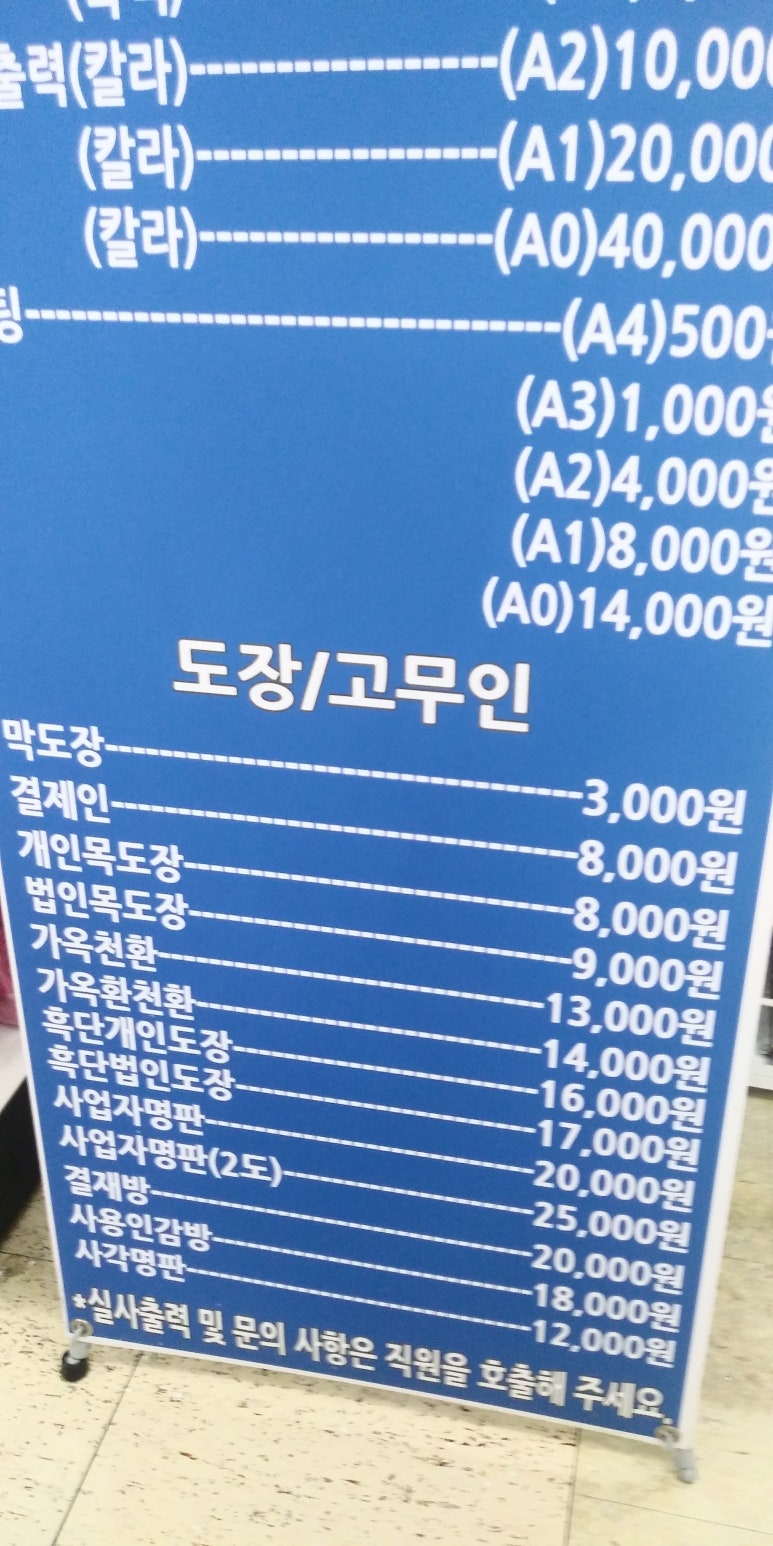 출력(칼라)-----------------(A2)10,000
(칼라)-----------------(A1)20,000
(칼라)-----------------(A0)40,000
팅-------------------------------(A4)500원
(A3)1,000원
(A2)4,000원
(A1)8,000원
(A0)14,000원
도장/고무인
막도장------------------------------3,000원
결제인-----------------------------8,000원
개인목도장------------------------8,000원
법인목도장------------------------9,000원
가옥천환------------------------13,000원
가옥환천환----------------------14,000원
흑단개인도장-------------------16,000원
흑단법인도장-------------------17,000원
사업자명판----------------------20,000원
사업자명판(2도)----------------25,000원
결재방--------------------------20,000원
사용인감방---------------------18,000원
사각명판-----------------------12,000원
*실사출력 및 문의 사항은 직원을 호출해 주세요.